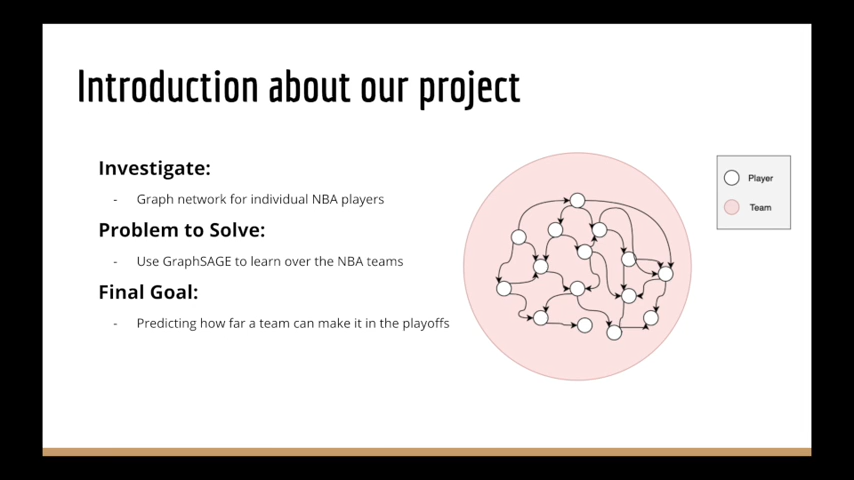 Introduction about our project
Investigate:
- Graph network for individual NBA players
Problem to Solve:
- Use GraphSAGE to learn over the NBA teams
Final Goal:
- Predicting how far a team can make it in the playoffs
Player
Team